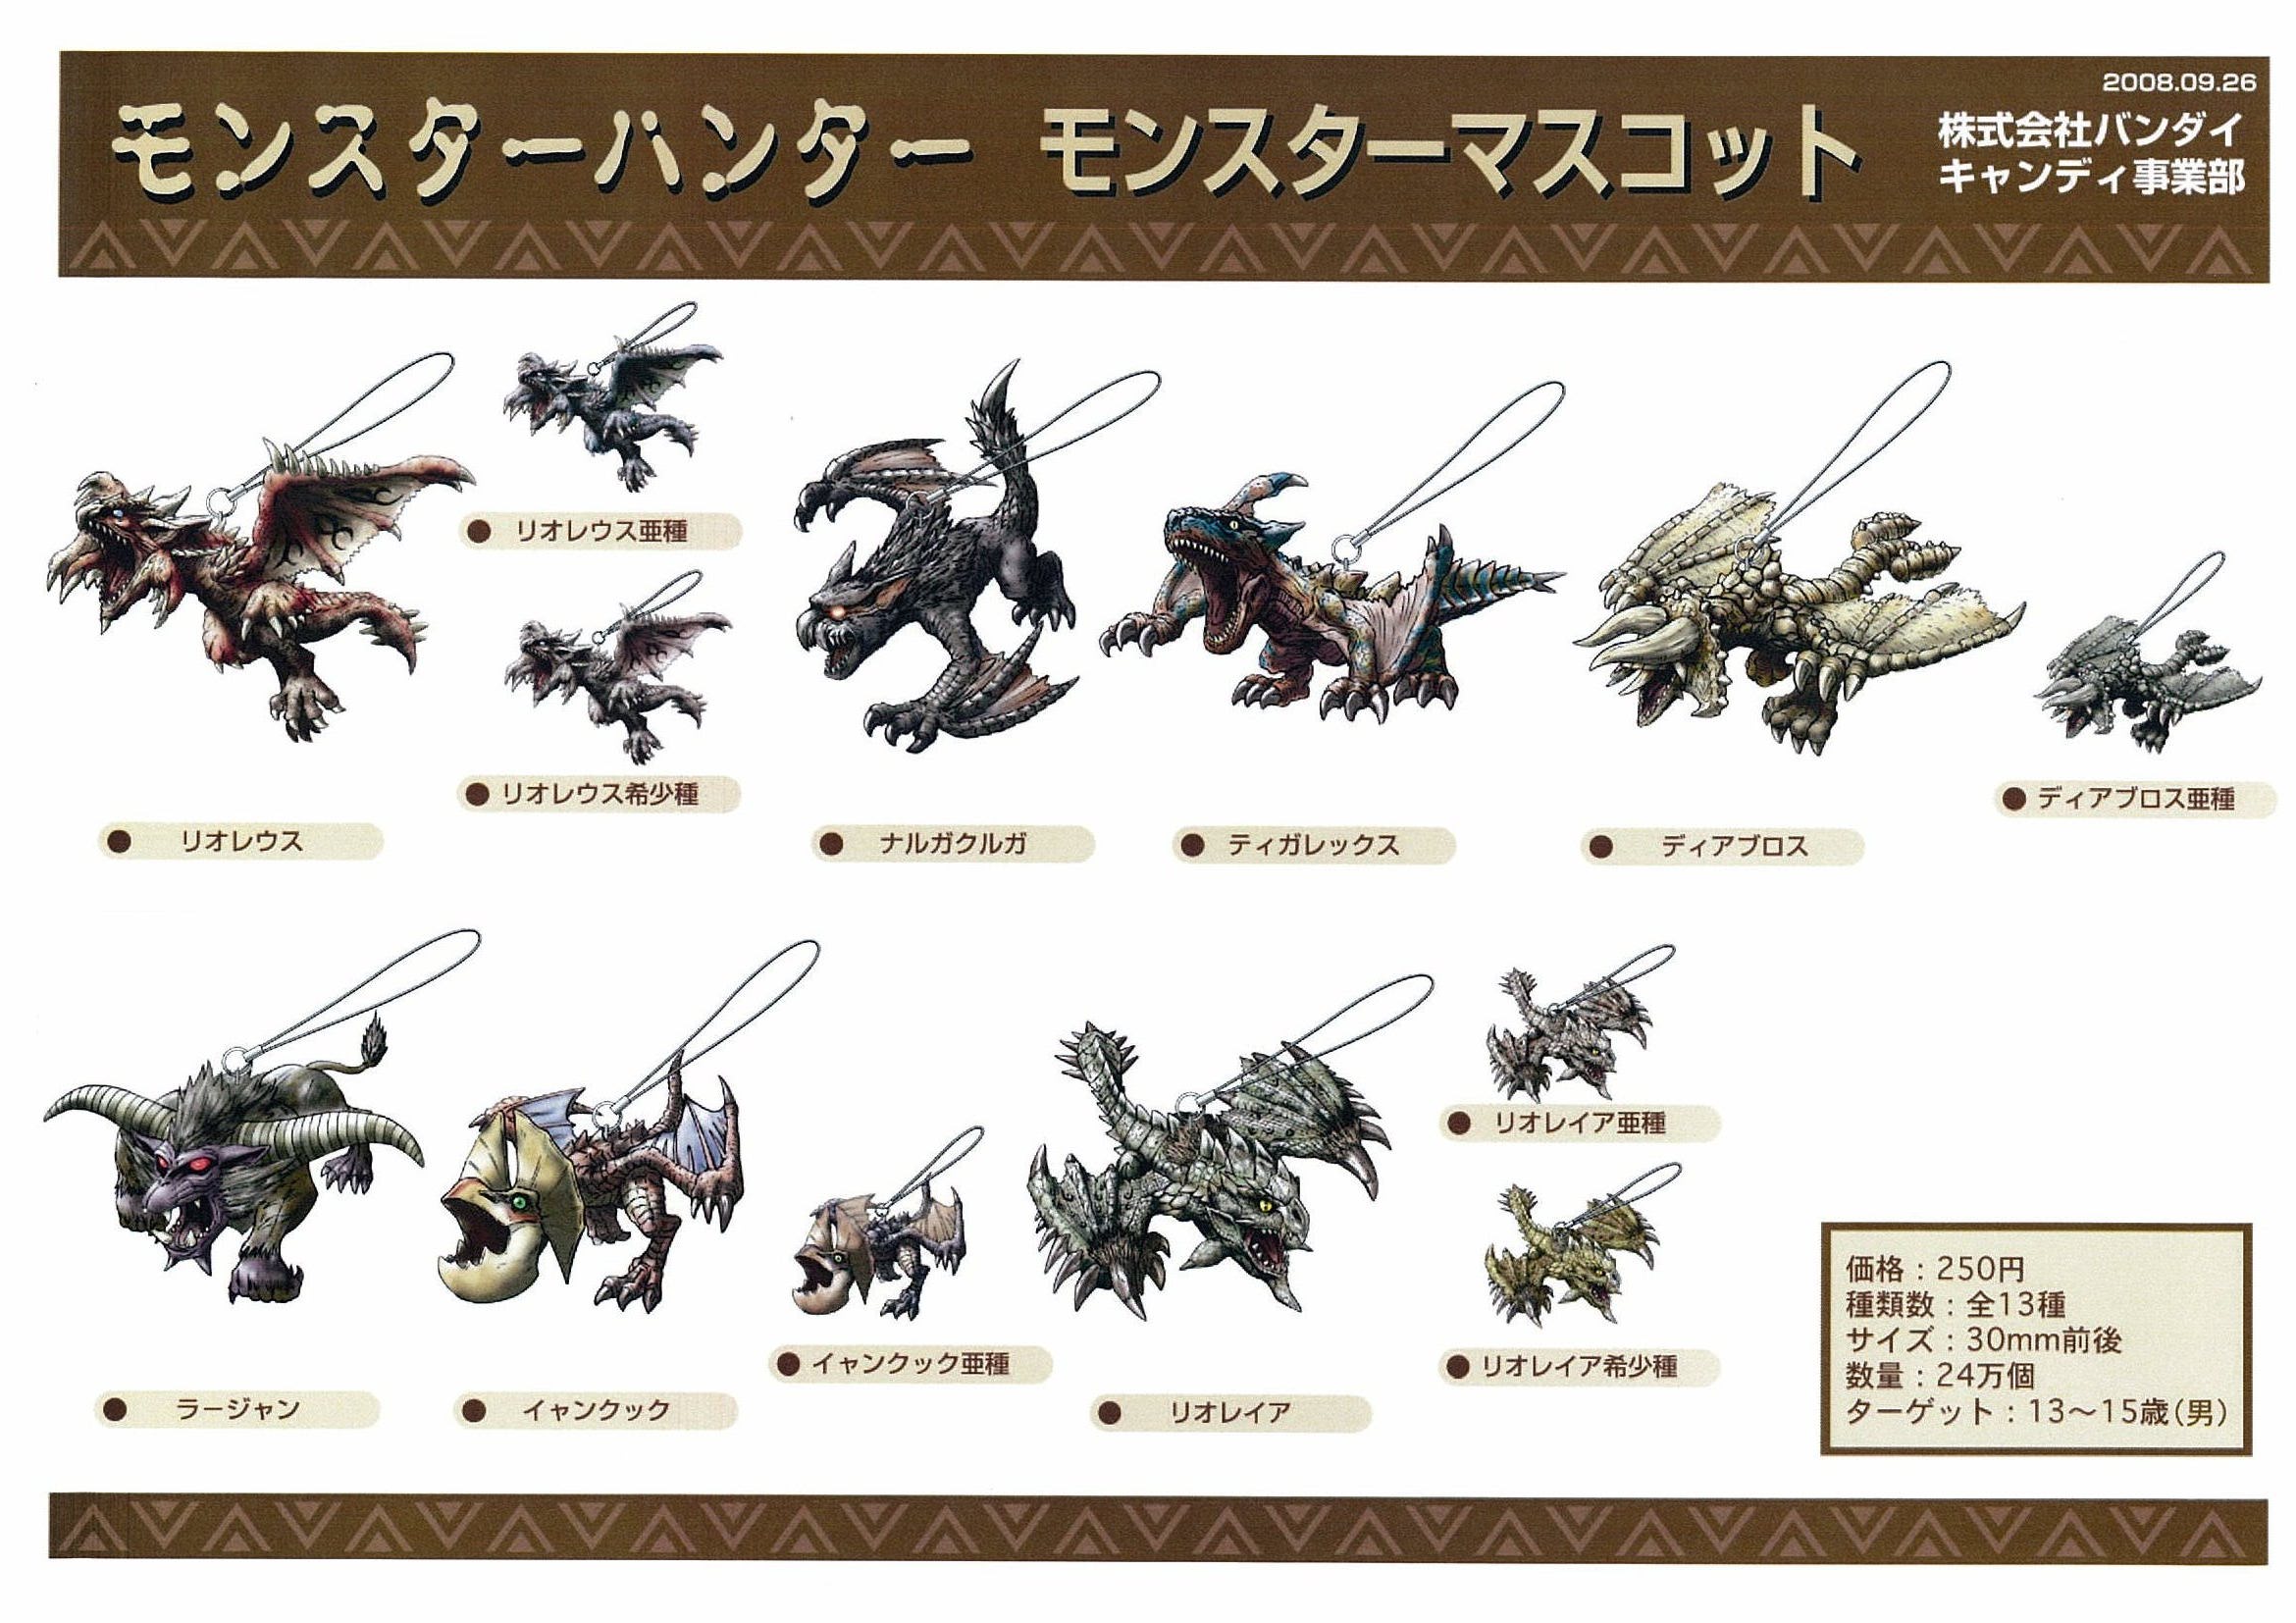 2008.09.26
モンスターハンター モンスターマスコット
株式会社バンダイ
キャンディ事業部
● リオレウス亜種
● リオレウス希少種
● ディアブロス亜種
● リオレウス
● ナルガクルガ
● ティガレックス
● ディアブロス
● リオレイア亜種
● イャンクック亜種
● リオレイア希少種
● ラージャン
● イャンクック
● リオレイア
価格：250円
種類数：全13種
サイズ：30mm前後
数量：24万個
ターゲット：13～15歳（男）